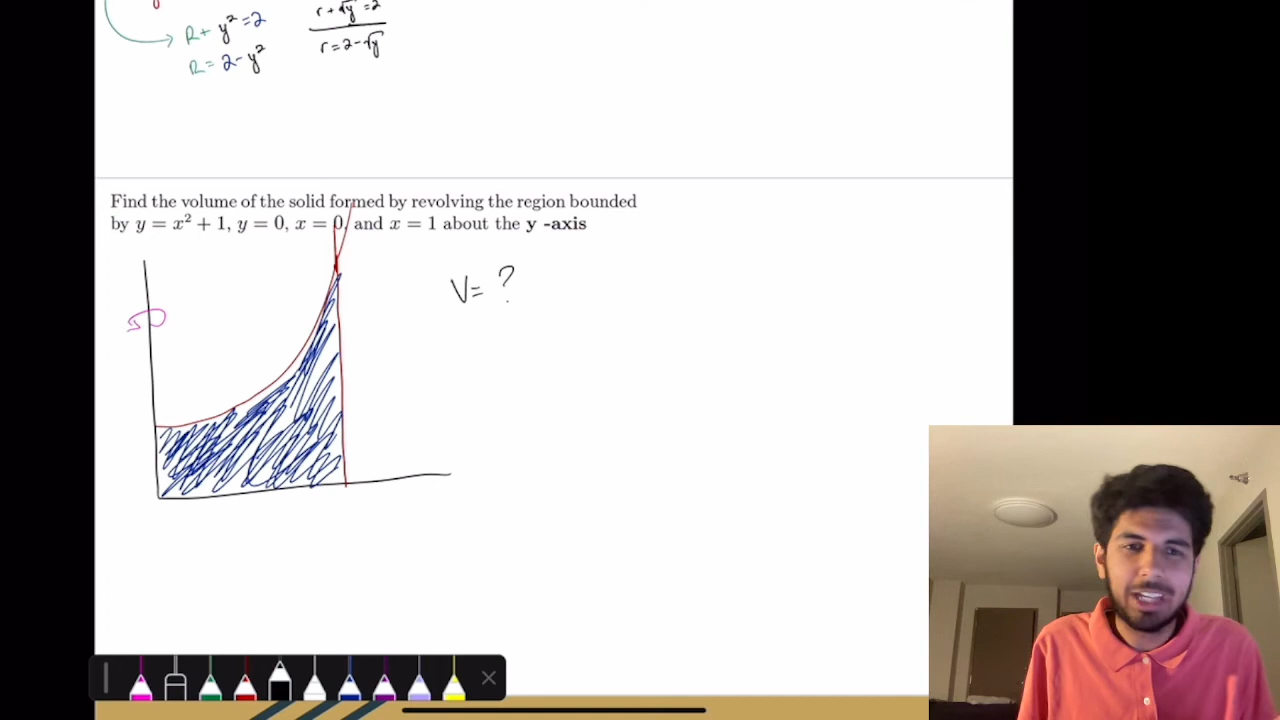 R + y² = 2
r + √y = 2
R = 2 - y²
r = 2 - √y
Find the volume of the solid formed by revolving the region bounded
by y = x² + 1, y = 0, x = 0, and x = 1 about the y -axis
V = ?